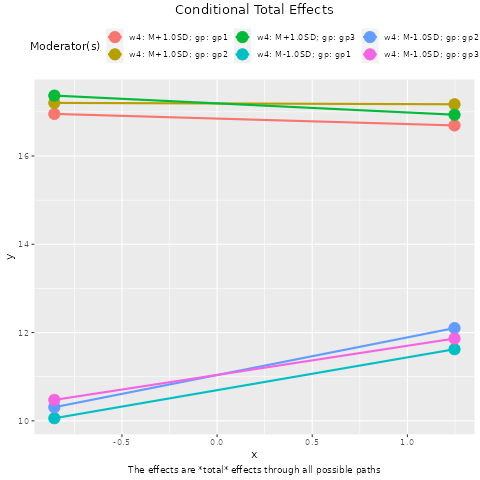 Conditional Total Effects
Moderator(s)
w4: M+1.0SD; gp: gp1
w4: M+1.0SD; gp: gp3
w4: M-1.0SD; gp: gp2
w4: M+1.0SD; gp: gp2
w4: M-1.0SD; gp: gp1
w4: M-1.0SD; gp: gp3
16
14
12
10
y
-0.5
0.0
0.5
1.0
x
The effects are *total* effects through all possible paths